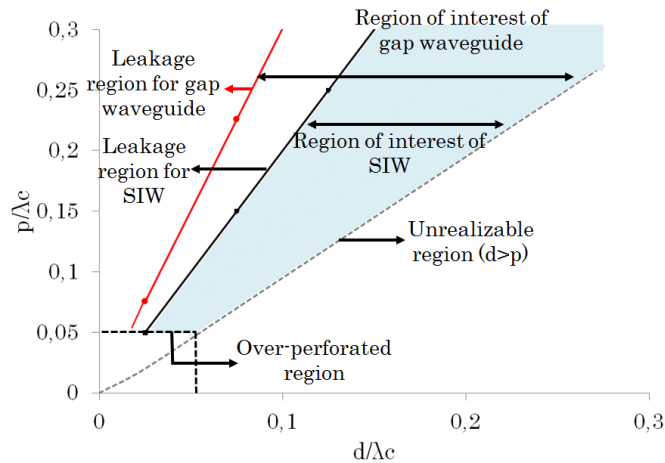 0,3
0,25
0,2
0,15
0,1
0,05
0
p/λc
Leakage
region for gap
waveguide
Leakage
region for
SIW
Region of interest of
gap waveguide
Region of interest of
SIW
Unrealizable
region (d>p)
Over-perforated
region
0
0,1
0,2
0,3
d/λc